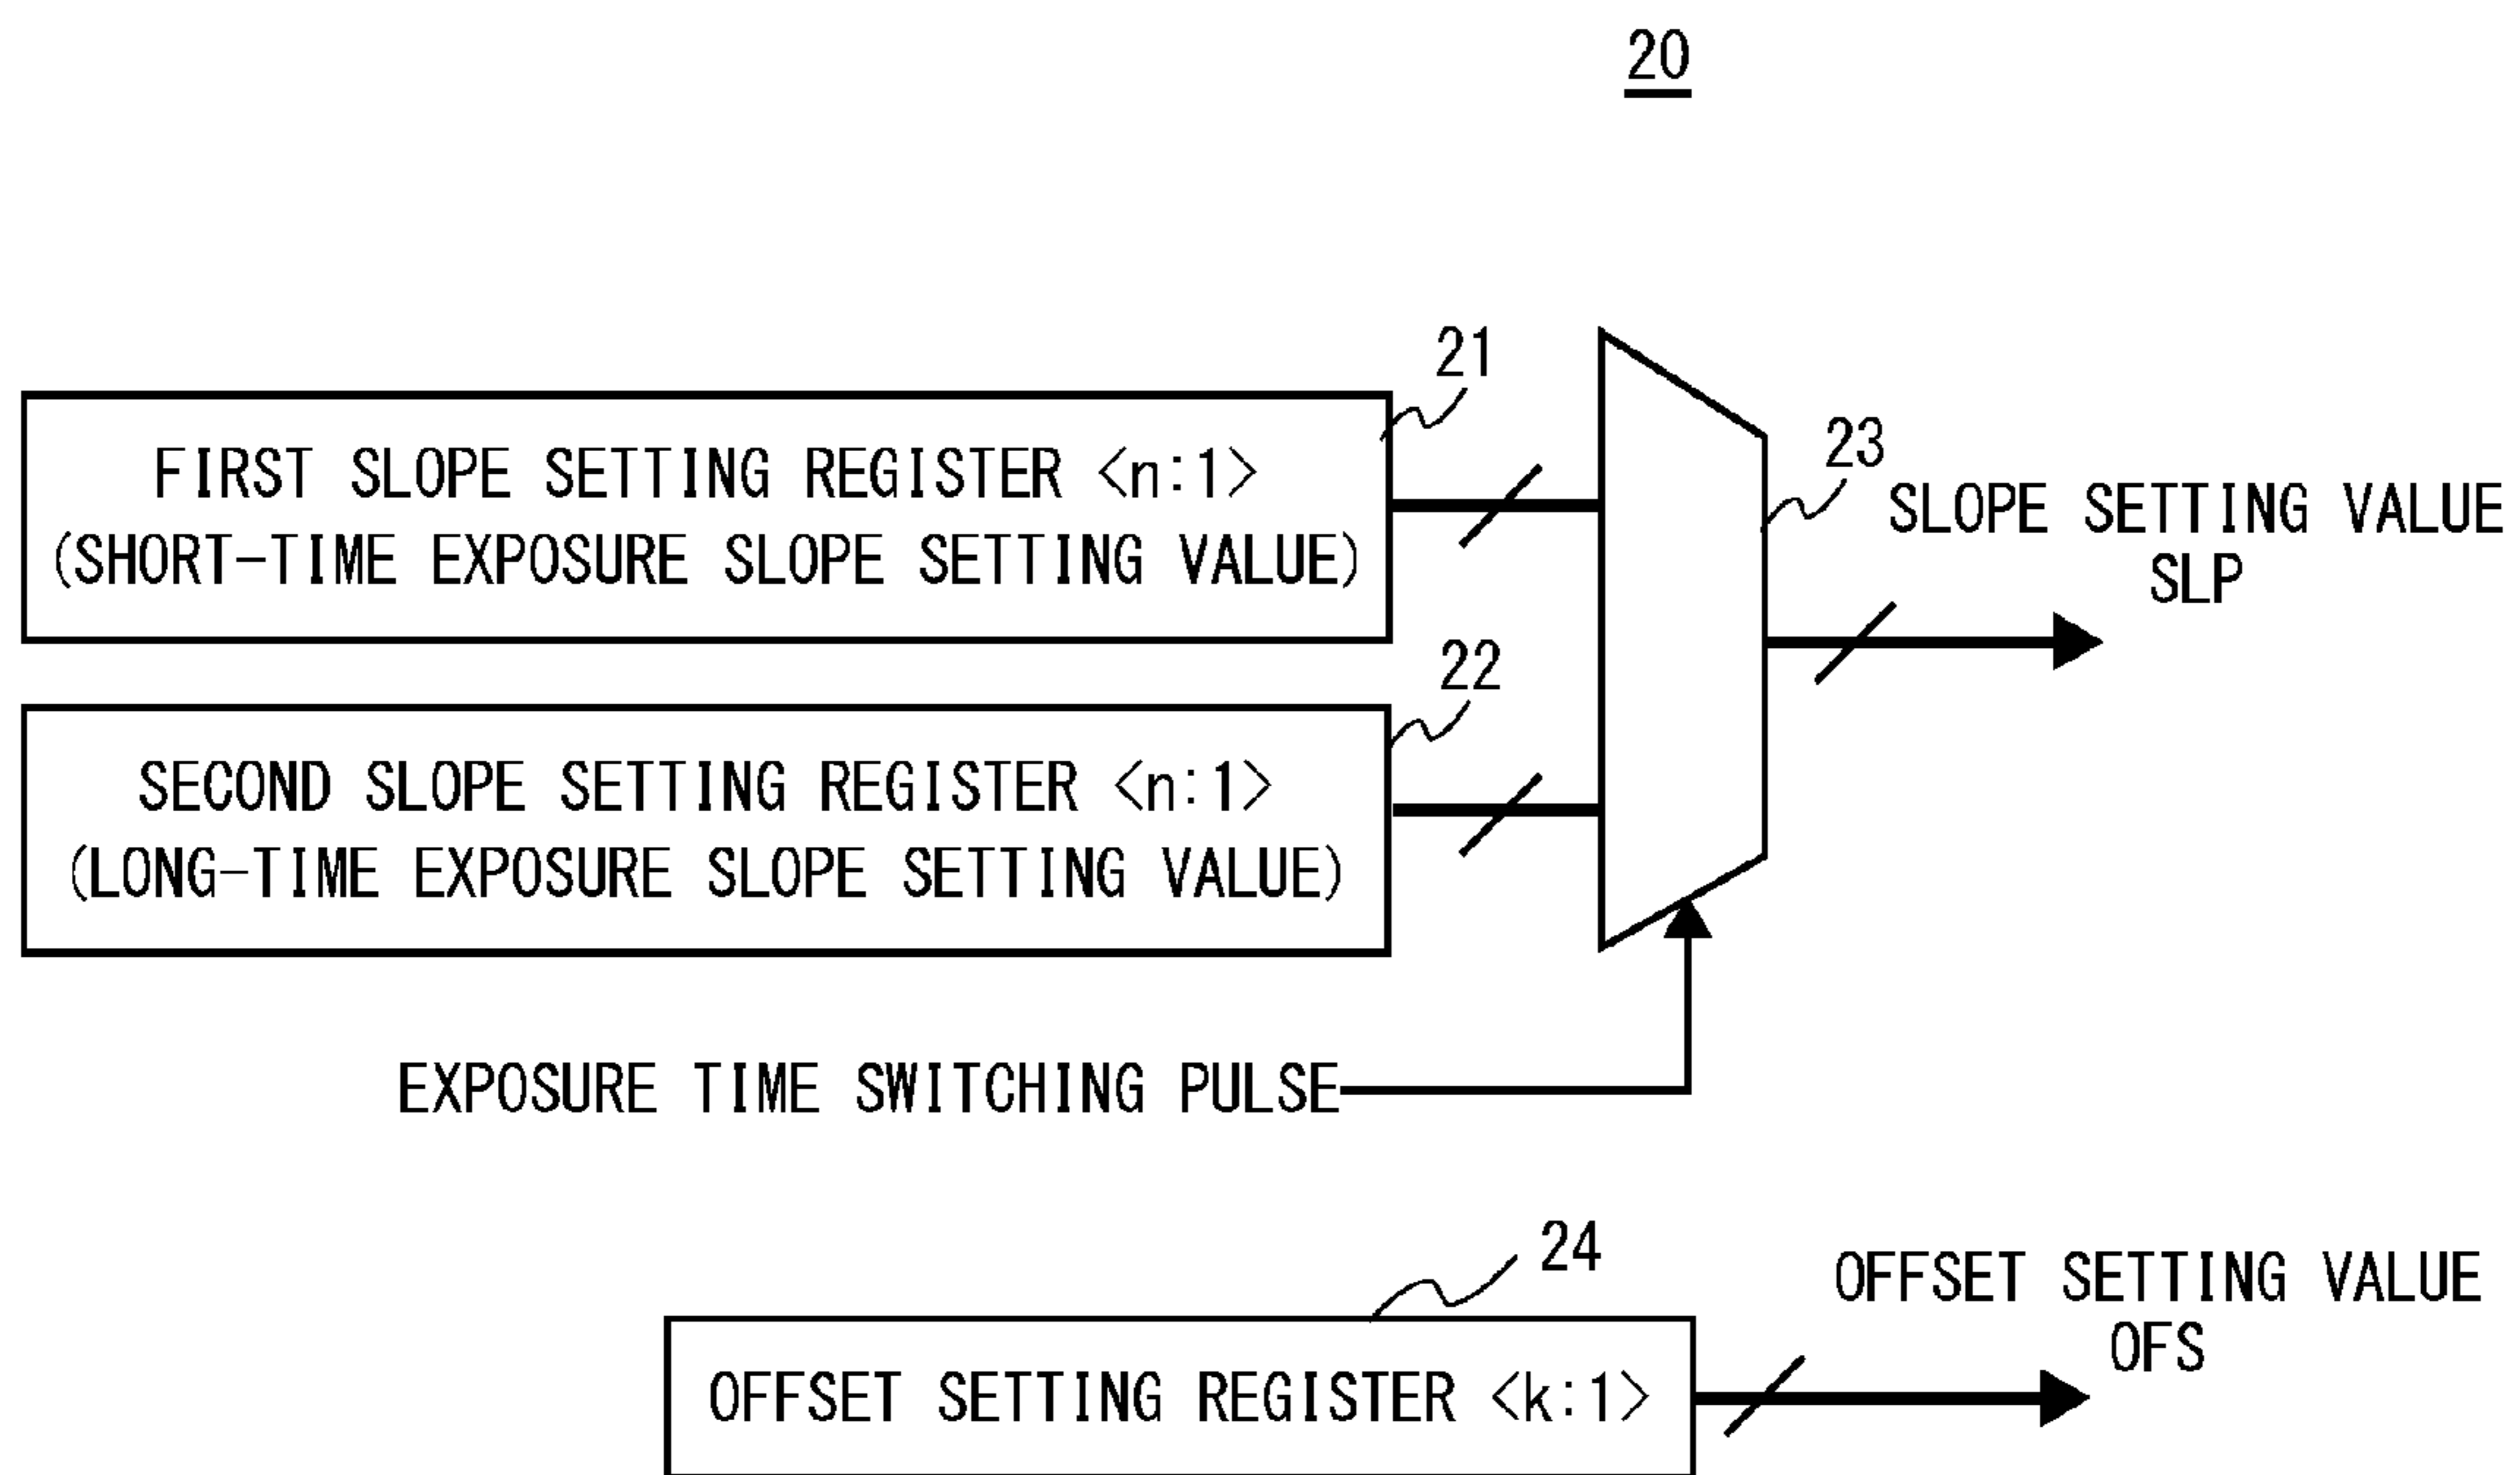 20
21
FIRST SLOPE SETTING REGISTER <n:1>
(SHORT-TIME EXPOSURE SLOPE SETTING VALUE)
23
SLOPE SETTING VALUE
SLP
22
SECOND SLOPE SETTING REGISTER <n:1>
(LONG-TIME EXPOSURE SLOPE SETTING VALUE)
EXPOSURE TIME SWITCHING PULSE
24
OFFSET SETTING REGISTER <k:1>
OFFSET SETTING VALUE
OFS